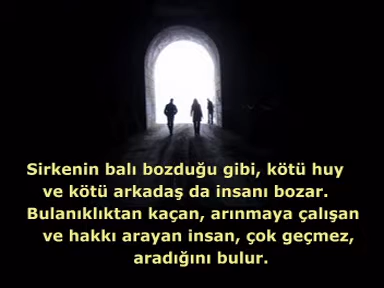 Sirkenin balı bozduğu gibi, kötü huy
ve kötü arkadaş da insanı bozar.
Bulanıklıktan kaçan, arınmaya çalışan
ve hakkı arayan insan, çok geçmez,
aradığını bulur.